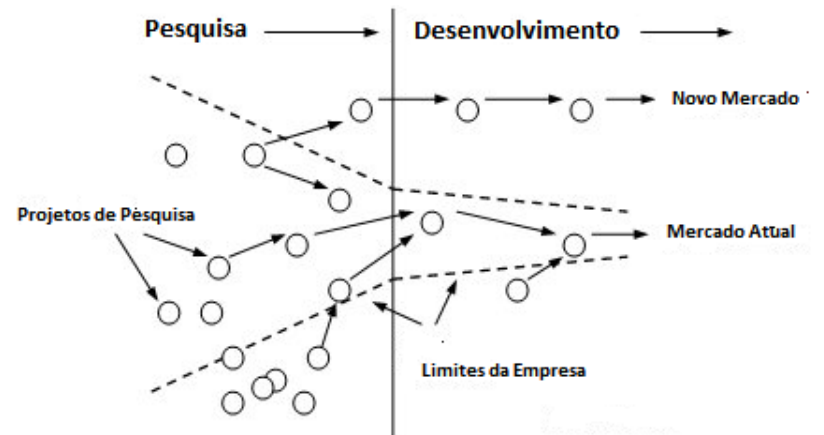 Pesquisa
Desenvolvimento
Novo Mercado
Projetos de Pesquisa
Mercado Atual
Limites da Empresa